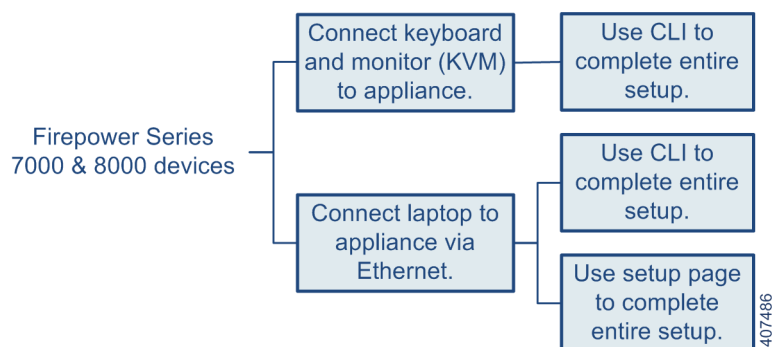 Firepower Series
7000 & 8000 devices
Connect keyboard
and monitor (KVM)
to appliance.
Use CLI to
complete entire
setup.
Connect laptop to
appliance via
Ethernet.
Use CLI to
complete entire
setup.
Use setup page
to complete
entire setup.
407486